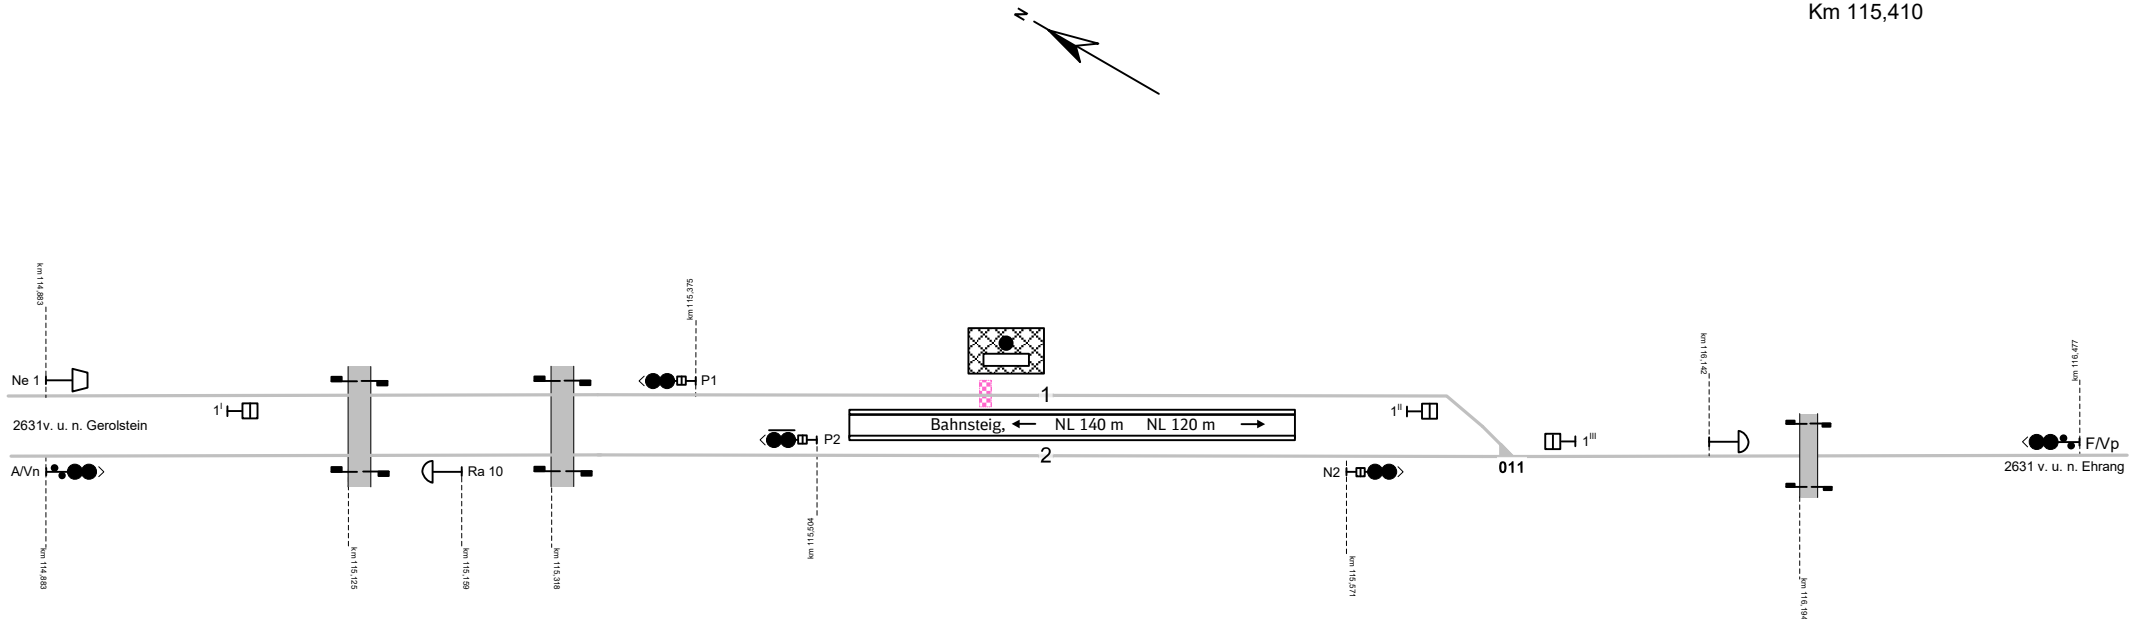 Km 115,410
N
km 114,883
km 115,375
km 116,142
km 116,477
Ne 1
P1
1
1ᴵ
1ᴵᴵ
2631v. u. n. Gerolstein
Bahnsteig, ← NL 140 m NL 120 m →
P2
1ᴵᴵᴵ
F/Vp
2
A/Vn
Ra 10
N2
011
2631 v. u. n. Ehrang
km 114,883
km 115,125
km 115,159
km 115,318
km 115,504
km 115,571
km 116,194